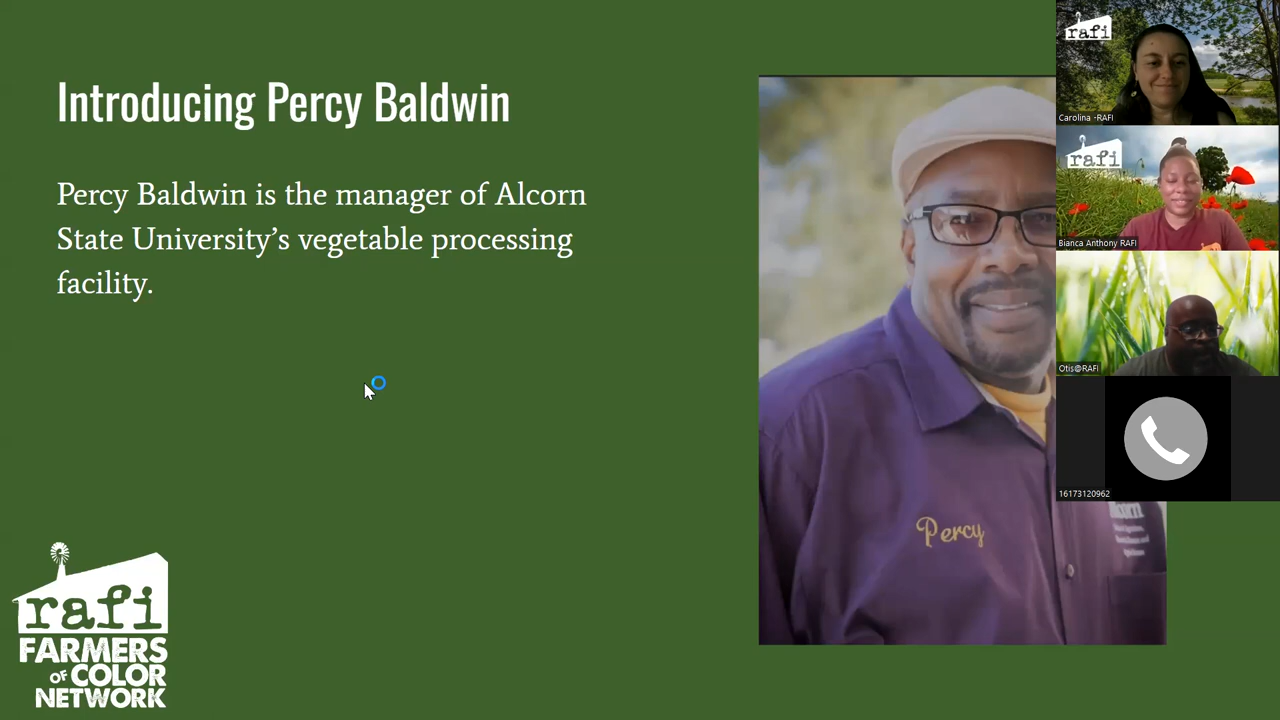 Introducing Percy Baldwin
Percy Baldwin is the manager of Alcorn
State University’s vegetable processing
facility.
rafi
FARMERS
OF COLOR
NETWORK
Percy
rafi
Carolina -RAFI
rafi
Bianca Anthony RAFI
Otis@RAFI
16173120962